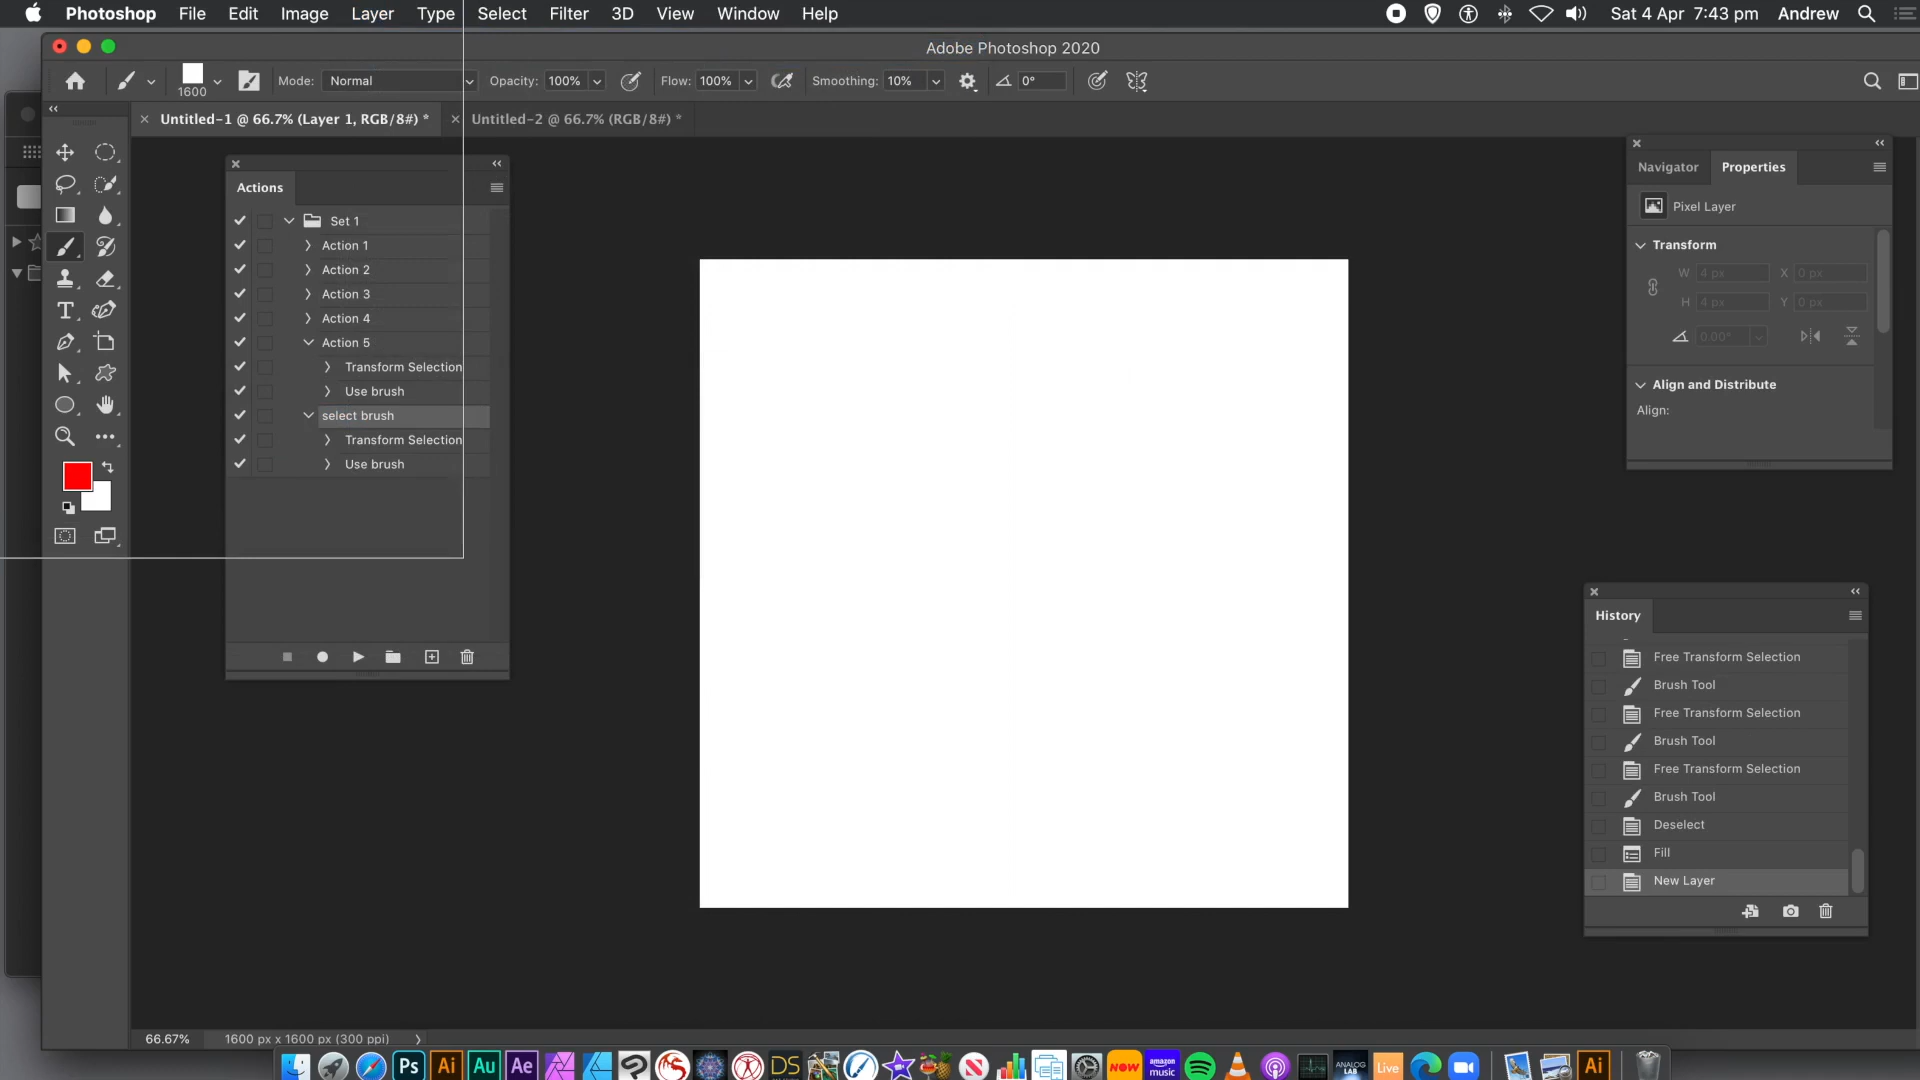 Photoshop File Edit Image Layer Type Select Filter 3D View Window Help Sat 4 Apr 7:43 pm Andrew
Adobe Photoshop 2020
1600 Mode: Normal Opacity: 100% Flow: 100% Smoothing: 10% 0°
Untitled-1 @ 66.7% (Layer 1, RGB/8#) * Untitled-2 @ 66.7% (RGB/8#) *
Actions
Set 1
Action 1
Action 2
Action 3
Action 4
Action 5
Transform Selection
Use brush
select brush
Transform Selection
Use brush
Navigator Properties
Pixel Layer
Transform
W 4 px X 0 px
H 4 px Y 0 px
0.00°
Align and Distribute
Align:
History
Free Transform Selection
Brush Tool
Free Transform Selection
Brush Tool
Free Transform Selection
Brush Tool
Deselect
Fill
New Layer
66.67% 1600 px x 1600 px (300 ppi)
Ps Ai Au Ae DS NOW amazon music ANALOG LAB Live Ai